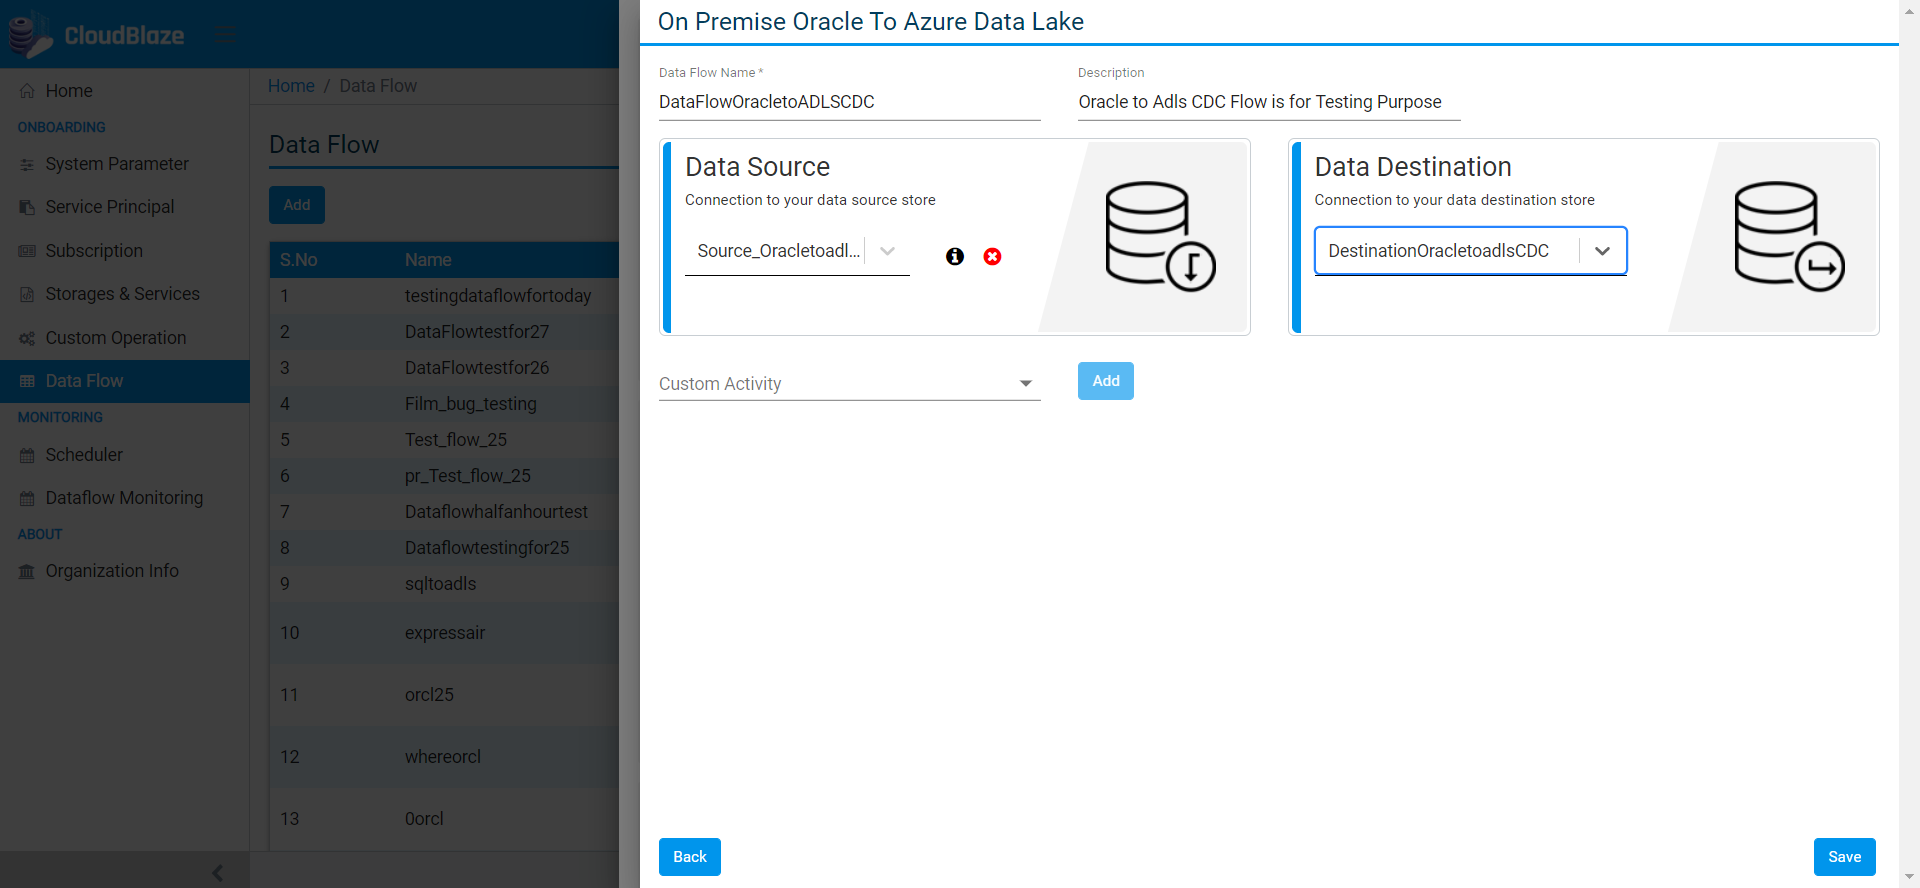 CloudBlaze
Home
ONBOARDING
System Parameter
Service Principal
Subscription
Storages & Services
Custom Operation
Data Flow
MONITORING
Scheduler
Dataflow Monitoring
ABOUT
Organization Info
Home / Data Flow
Data Flow
Add
S.No Name
1 testingdataflowfortoday
2 DataFlowtestfor27
3 DataFlowtestfor26
4 Film_bug_testing
5 Test_flow_25
6 pr_Test_flow_25
7 Dataflowhalfanhourtest
8 Dataflowtestingfor25
9 sqltoadls
10 expressair
11 orcl25
12 whereorcl
13 0orcl
On Premise Oracle To Azure Data Lake
Data Flow Name *
DataFlowOracletoADLSCDC
Description
Oracle to Adls CDC Flow is for Testing Purpose
Data Source
Connection to your data source store
Source_Oracletoadl...
Data Destination
Connection to your data destination store
DestinationOracletoadlsCDC
Custom Activity
Add
Back
Save